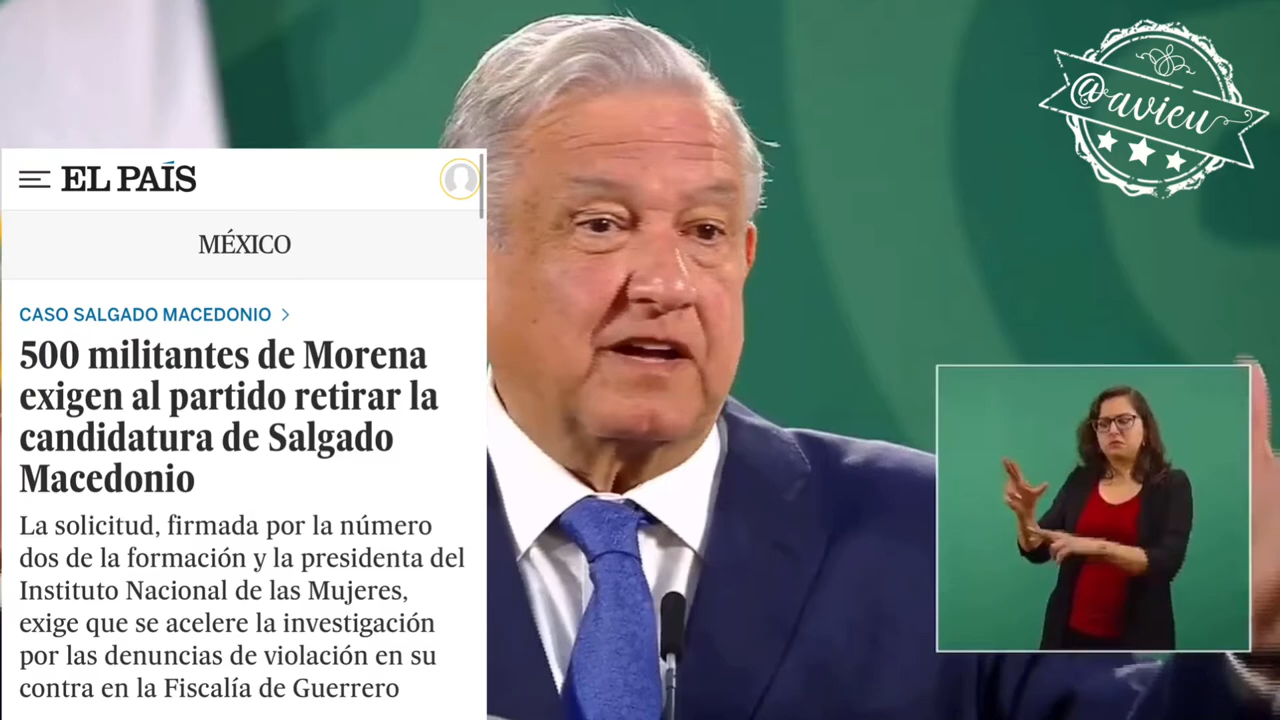 EL PAÍS
MÉXICO
CASO SALGADO MACEDONIO
500 militantes de Morena
exigen al partido retirar la
candidatura de Salgado
Macedonio
La solicitud, firmada por la número
dos de la formación y la presidenta del
Instituto Nacional de las Mujeres,
exige que se acelere la investigación
por las denuncias de violación en su
contra en la Fiscalía de Guerrero
@avieu